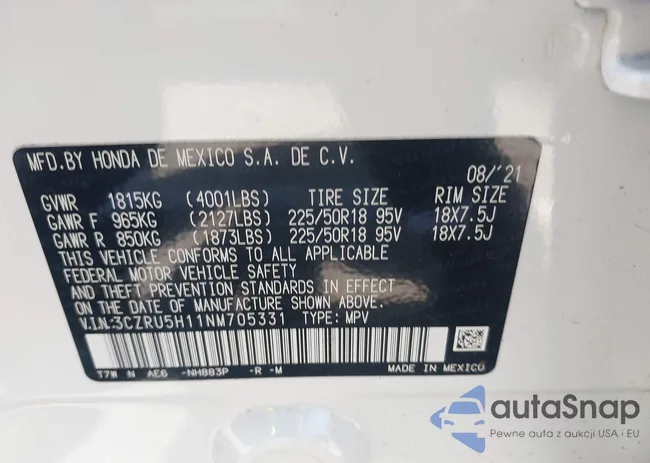 MFD.BY HONDA DE MEXICO S.A. DE C.V.
08/'21
GVWR 1815KG (4001LBS) TIRE SIZE RIM SIZE
GAWR F 965KG (2127LBS) 225/50R18 95V 18X7.5J
GAWR R 850KG (1873LBS) 225/50R18 95V 18X7.5J
THIS VEHICLE CONFORMS TO ALL APPLICABLE
FEDERAL MOTOR VEHICLE SAFETY
AND THEFT PREVENTION STANDARDS IN EFFECT
ON THE DATE OF MANUFACTURE SHOWN ABOVE.
V.I.N.:3CZRU5H11NM705331 TYPE: MPV
T7W N AE6 -NH883P -R -M MADE IN MEXICO
autaSnap
Pewne auta z aukcji USA i EU